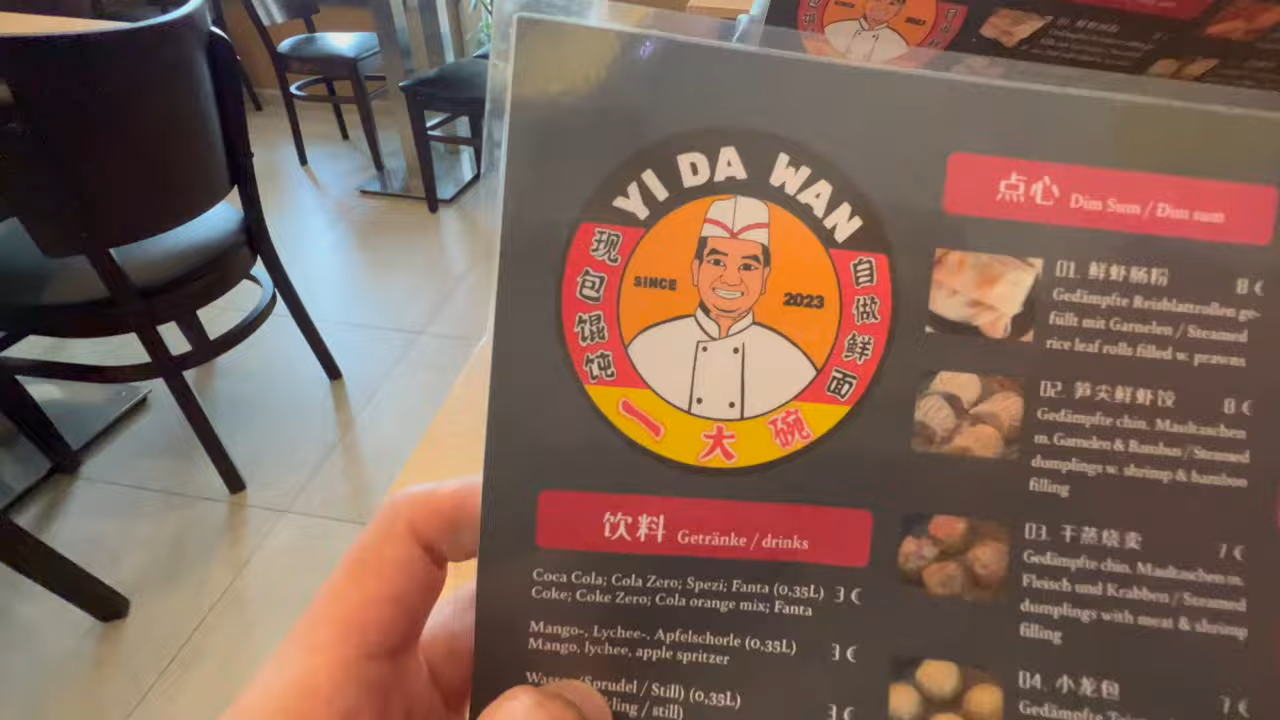 YI DA WAN
现包馄饨
SINCE
2023
自做鲜面
一大碗
饮料 Getränke / drinks
Coca Cola; Cola Zero; Spezi; Fanta (0,35L) 3 €
Coke; Coke Zero; Cola orange mix; Fanta
Mango-, Lychee-, Apfelschorle (0,35L)
Mango, lychee, apple spritzer 3 €
(Sprudel / Still) (0,35L)
/ still) 3 €
点心 Dim Sum / Dim sum
01. 鲜虾肠粉 8 €
Gedämpfte Reisblattrollen ge-
füllt mit Garnelen / Steamed
rice leaf rolls filled w. prawns
02. 笋尖鲜虾饺 8 €
Gedämpfte chin. Maultaschen
m. Garnelen & Bambus / Steamed
dumplings w. shrimp & bamboo
filling
03. 干蒸烧卖 7 €
Gedämpfte chin. Maultaschen m.
Fleisch und Krabben / Steamed
dumplings with meat & shrimp
filling
04. 小龙包 7 €
Gedämpfte